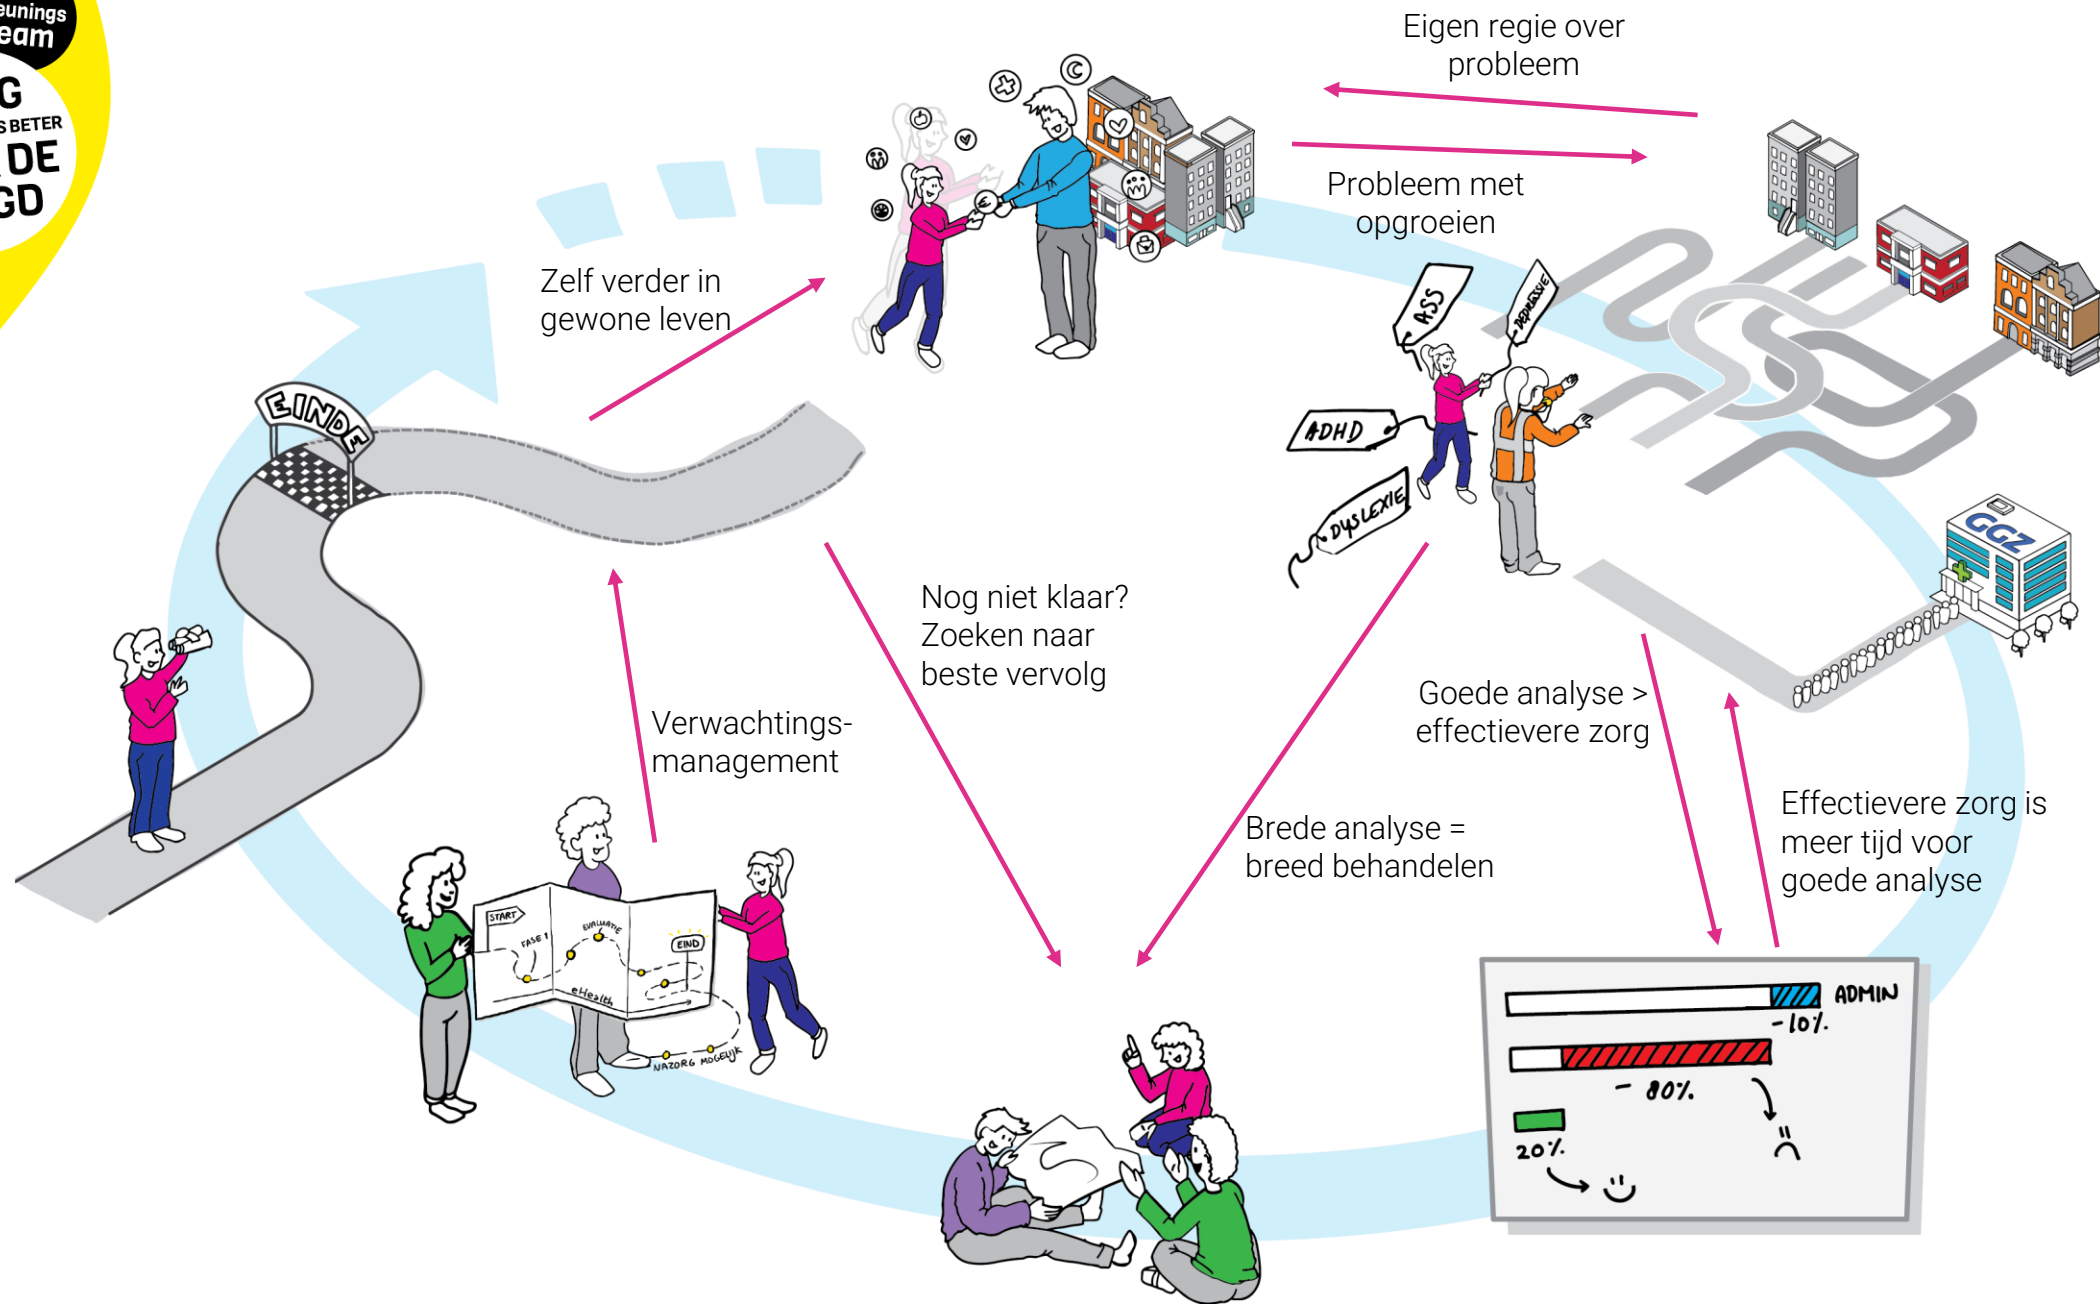 eunings
eam
G
S BETER
DE
GD
Eigen regie over
probleem
Probleem met
opgroeien
Zelf verder in
gewone leven
ASS
DEPRESSIE
ADHD
DYSLEXIE
EINDE
GGZ
Nog niet klaar?
Zoeken naar
beste vervolg
Goede analyse >
effectievere zorg
Verwachtings-
management
Effectievere zorg is
meer tijd voor
goede analyse
Brede analyse =
breed behandelen
START
FASE 1
EVALUATIE
EIND
eHealth
NAZORG MOGELIJK
ADMIN
-10%.
- 80%.
20%.